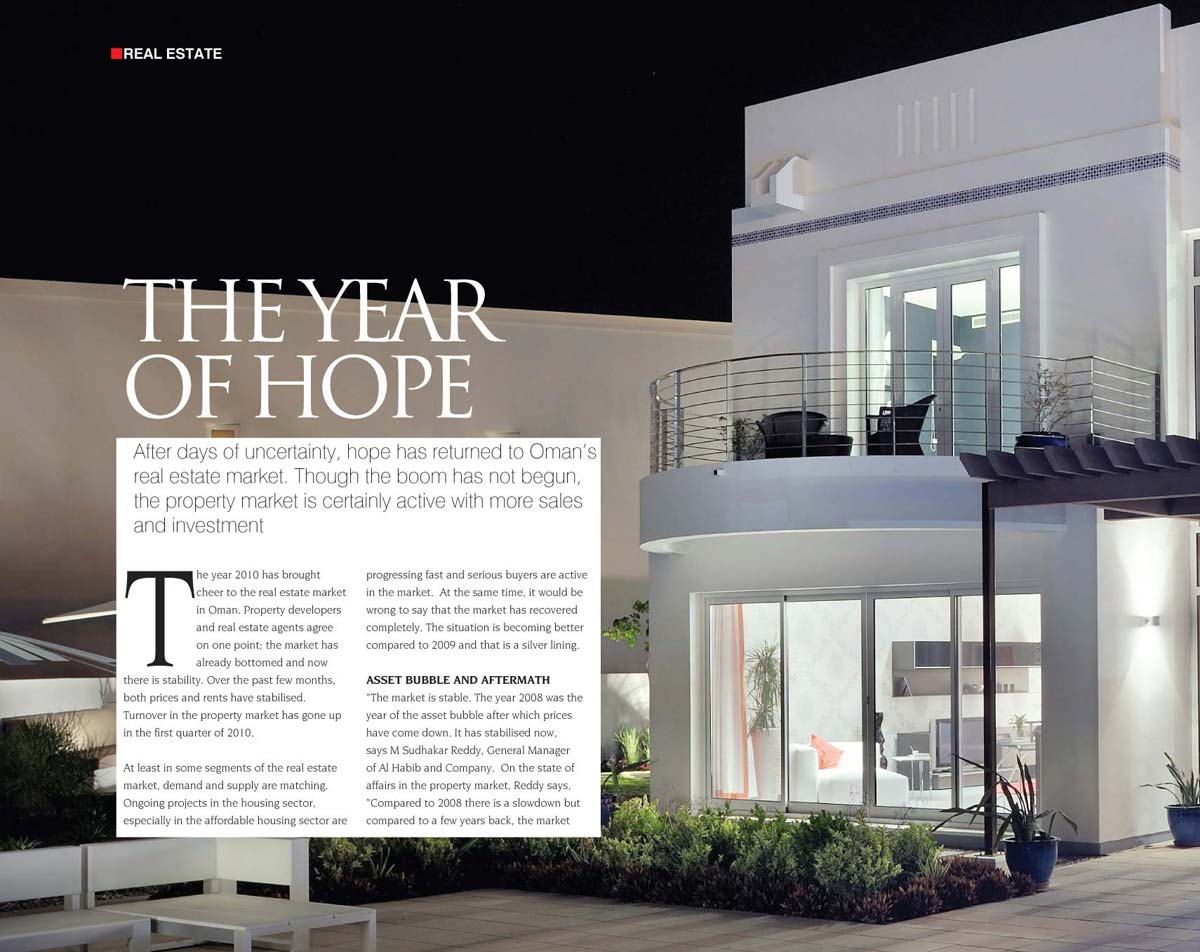 REAL ESTATE
THE YEAR
OF HOPE
After days of uncertainty, hope has returned to Oman's
real estate market. Though the boom has not begun,
the property market is certainly active with more sales
and investment
The year 2010 has brought
cheer to the real estate market
in Oman. Property developers
and real estate agents agree
on one point; the market has
already bottomed and now
there is stability. Over the past few months,
both prices and rents have stabilised.
Turnover in the property market has gone up
in the first quarter of 2010.
At least in some segments of the real estate
market, demand and supply are matching.
Ongoing projects in the housing sector,
especially in the affordable housing sector are
progressing fast and serious buyers are active
in the market. At the same time, it would be
wrong to say that the market has recovered
completely. The situation is becoming better
compared to 2009 and that is a silver lining.
ASSET BUBBLE AND AFTERMATH
"The market is stable. The year 2008 was the
year of the asset bubble after which prices
have come down. It has stabilised now,
says M Sudhakar Reddy, General Manager
of Al Habib and Company. On the state of
affairs in the property market, Reddy says,
"Compared to 2008 there is a slowdown but
compared to a few years back, the market